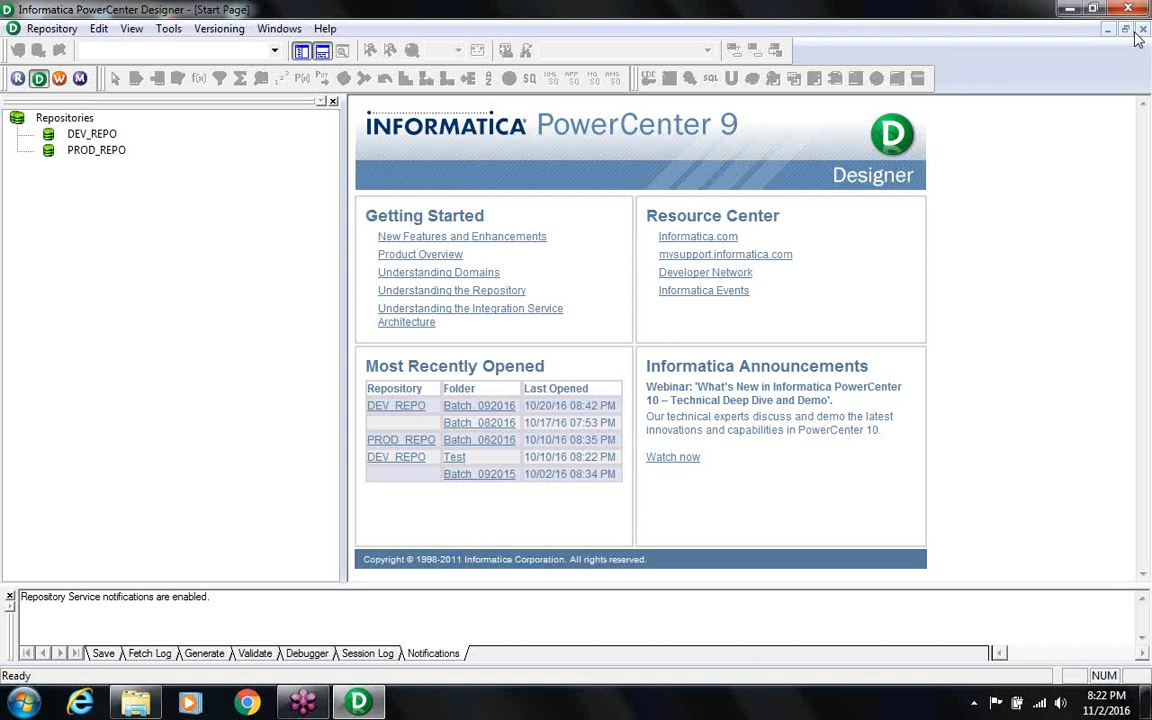 Informatica PowerCenter Designer - [Start Page]
Repository Edit View Tools Versioning Windows Help
R D W M
SQ
SQL
Repositories
DEV_REPO
PROD_REPO
INFORMATICA PowerCenter 9
D
Designer
Getting Started
New Features and Enhancements
Product Overview
Understanding Domains
Understanding the Repository
Understanding the Integration Service
Architecture
Resource Center
Informatica.com
mysupport.informatica.com
Developer Network
Informatica Events
Most Recently Opened
Repository Folder Last Opened
DEV_REPO Batch_092016 10/20/16 08:42 PM
Batch_082016 10/17/16 07:53 PM
PROD_REPO Batch_062016 10/10/16 08:35 PM
DEV_REPO Test 10/10/16 08:22 PM
Batch_092015 10/02/16 08:34 PM
Informatica Announcements
Webinar: 'What's New in Informatica PowerCenter
10 – Technical Deep Dive and Demo'.
Our technical experts discuss and demo the latest
innovations and capabilities in PowerCenter 10.
Watch now
Copyright © 1998-2011 Informatica Corporation. All rights reserved.
Repository Service notifications are enabled.
Save Fetch Log Generate Validate Debugger Session Log Notifications
Ready
NUM
8:22 PM
11/2/2016